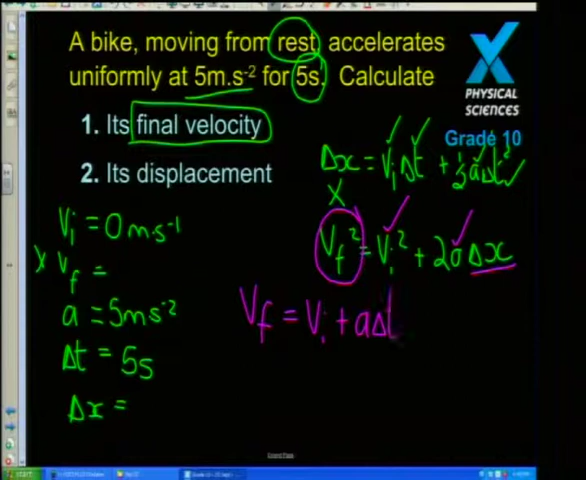 A bike, moving from rest, accelerates
uniformly at 5m.s⁻² for 5s. Calculate
PHYSICAL
SCIENCES
Grade 10
1. Its final velocity
2. Its displacement
Δx = ViΔt + ½aΔt²
X
Vi = 0m.s⁻¹
Vf² = Vi² + 2aΔx
X Vf =
Vf = Vi + aΔt
a = 5ms⁻²
Δt = 5s
Δx =
start